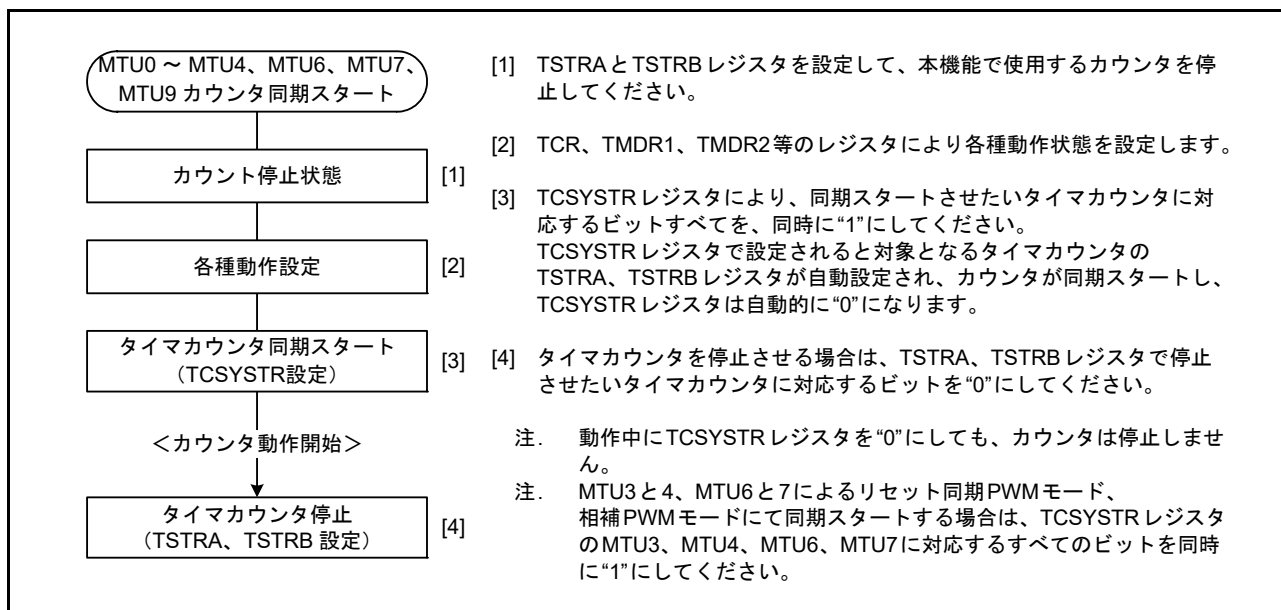 MTU0 ～ MTU4、MTU6、MTU7、
MTU9 カウンタ同期スタート
カウント停止状態
[1]
各種動作設定
[2]
タイマカウンタ同期スタート
（TCSYSTR設定）
[3]
＜カウンタ動作開始＞
タイマカウンタ停止
（TSTRA、TSTRB 設定）
[4]
[1] TSTRAとTSTRBレジスタを設定して、本機能で使用するカウンタを停
止してください。
[2] TCR、TMDR1、TMDR2等のレジスタにより各種動作状態を設定します。
[3] TCSYSTRレジスタにより、同期スタートさせたいタイマカウンタに対
応するビットすべてを、同時に“1”にしてください。
TCSYSTRレジスタで設定されると対象となるタイマカウンタの
TSTRA、TSTRBレジスタが自動設定され、カウンタが同期スタートし、
TCSYSTRレジスタは自動的に“0”になります。
[4] タイマカウンタを停止させる場合は、TSTRA、TSTRBレジスタで停止
させたいタイマカウンタに対応するビットを“0”にしてください。
注. 動作中にTCSYSTRレジスタを“0”にしても、カウンタは停止しませ
ん。
注. MTU3と4、MTU6と7によるリセット同期PWMモード、
相補PWMモードにて同期スタートする場合は、TCSYSTRレジスタ
のMTU3、MTU4、MTU6、MTU7に対応するすべてのビットを同時
に“1”にしてください。